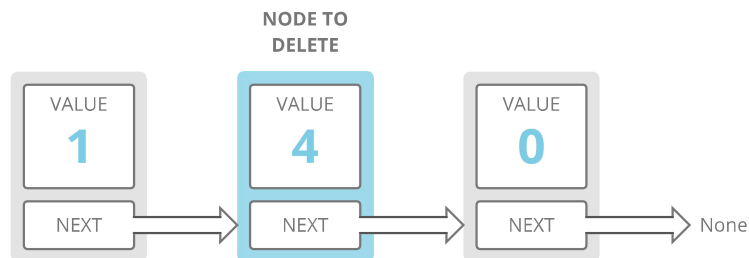 NODE TO
DELETE
VALUE VALUE VALUE
1 4 0
NEXT NEXT NEXT None